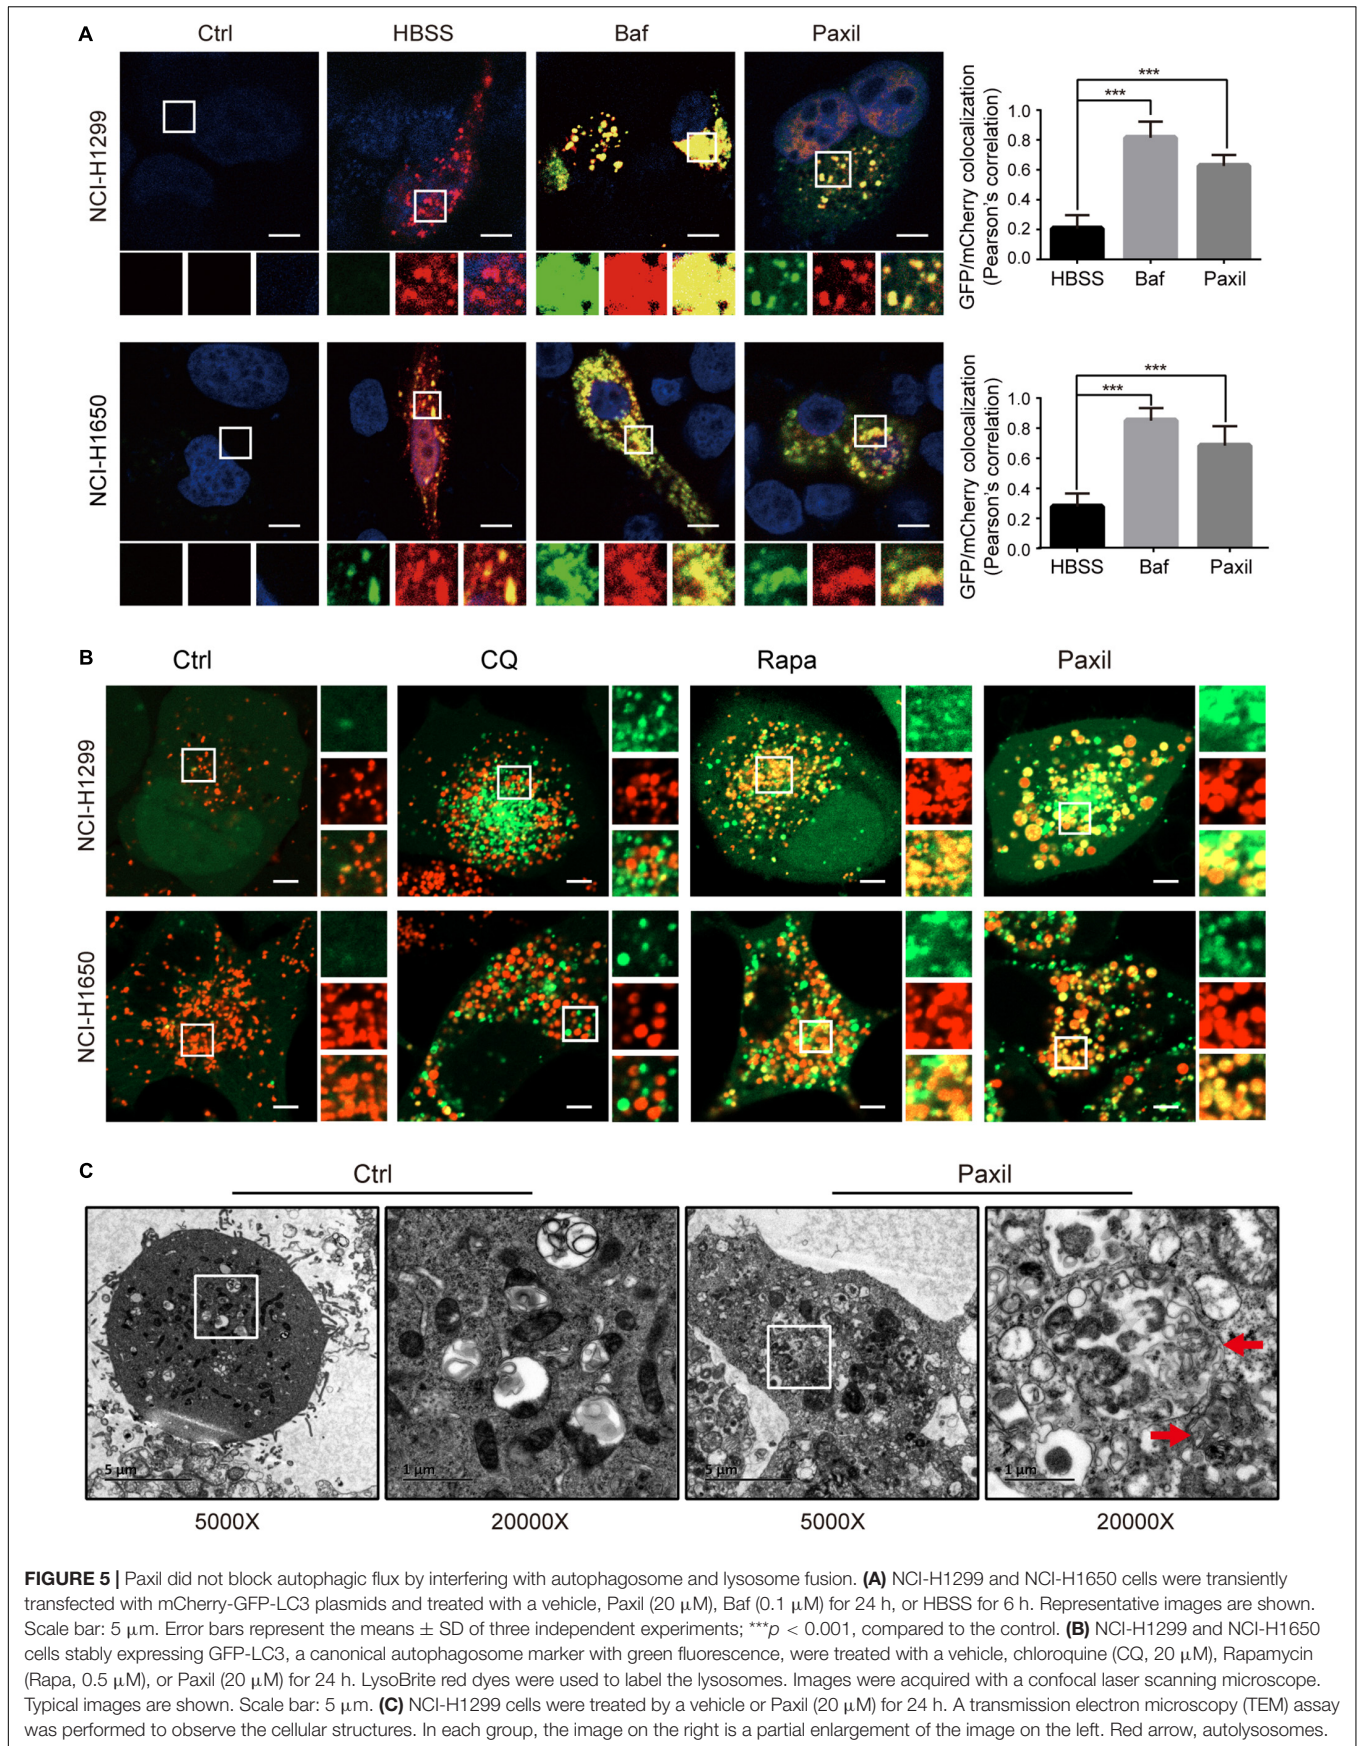 A
Ctrl HBSS Baf Paxil
NCI-H1299
GFP/mCherry colocalization
(Pearson's correlation)
*** 
***
1.0
0.8
0.6
0.4
0.2
0.0
HBSS Baf Paxil
NCI-H1650
GFP/mCherry colocalization
(Pearson's correlation)
***
***
1.0
0.8
0.6
0.4
0.2
0.0
HBSS Baf Paxil
B
Ctrl CQ Rapa Paxil
NCI-H1299
NCI-H1650
C
Ctrl Paxil
5 μm 1 μm 5 μm 1 μm
5000X 20000X 5000X 20000X
FIGURE 5 | Paxil did not block autophagic flux by interfering with autophagosome and lysosome fusion. (A) NCI-H1299 and NCI-H1650 cells were transiently
transfected with mCherry-GFP-LC3 plasmids and treated with a vehicle, Paxil (20 μM), Baf (0.1 μM) for 24 h, or HBSS for 6 h. Representative images are shown.
Scale bar: 5 μm. Error bars represent the means ± SD of three independent experiments; ***p < 0.001, compared to the control. (B) NCI-H1299 and NCI-H1650
cells stably expressing GFP-LC3, a canonical autophagosome marker with green fluorescence, were treated with a vehicle, chloroquine (CQ, 20 μM), Rapamycin
(Rapa, 0.5 μM), or Paxil (20 μM) for 24 h. LysoBrite red dyes were used to label the lysosomes. Images were acquired with a confocal laser scanning microscope.
Typical images are shown. Scale bar: 5 μm. (C) NCI-H1299 cells were treated by a vehicle or Paxil (20 μM) for 24 h. A transmission electron microscopy (TEM) assay
was performed to observe the cellular structures. In each group, the image on the right is a partial enlargement of the image on the left. Red arrow, autolysosomes.